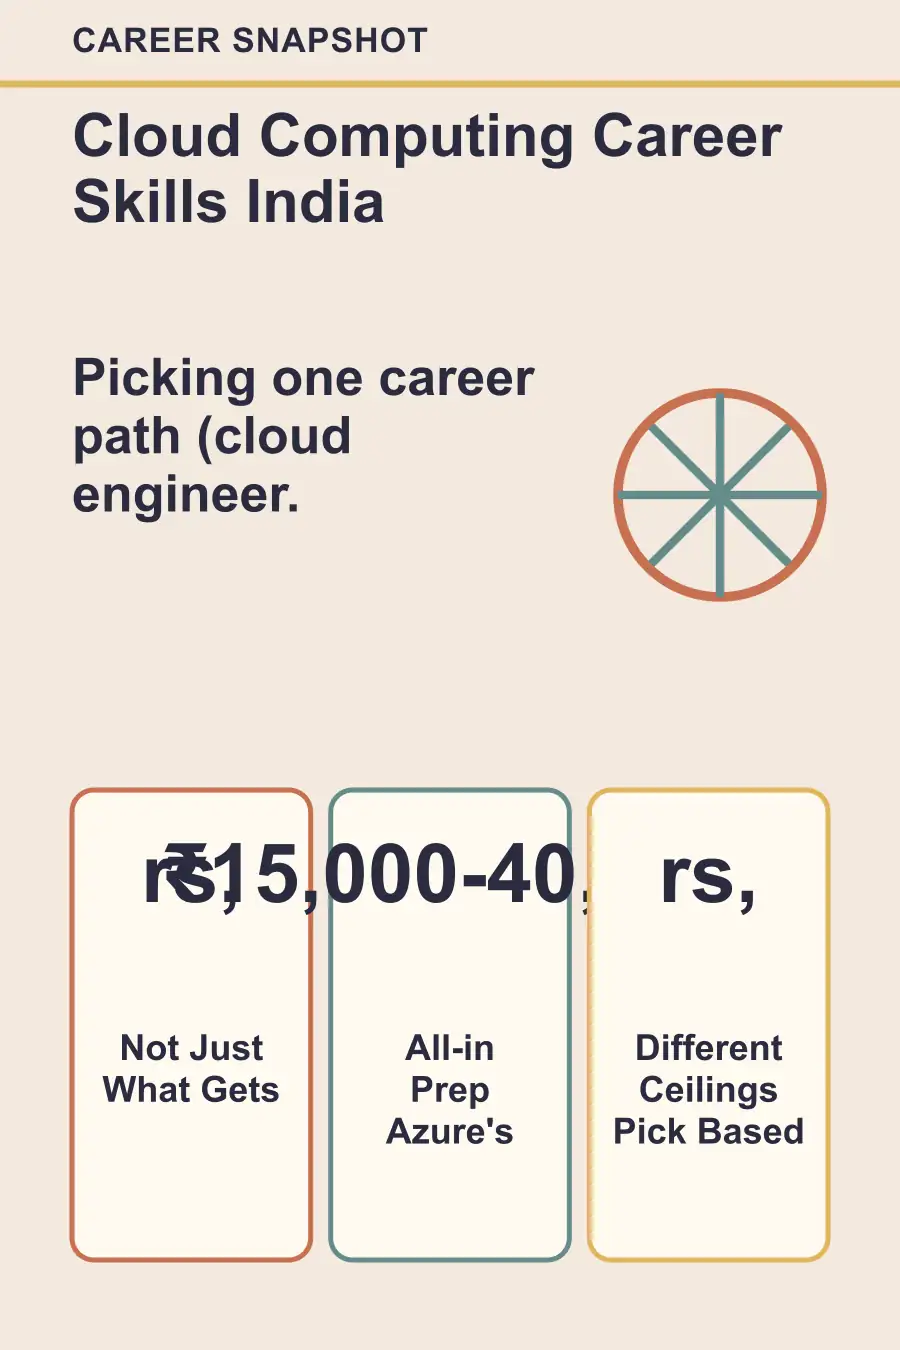 CAREER SNAPSHOT
Cloud Computing Career
Skills India
Picking one career
path (cloud
engineer.
rs,
₹15,000-40,
rs,
Not Just
What Gets
All-in
Prep
Azure's
Different
Ceilings
Pick Based